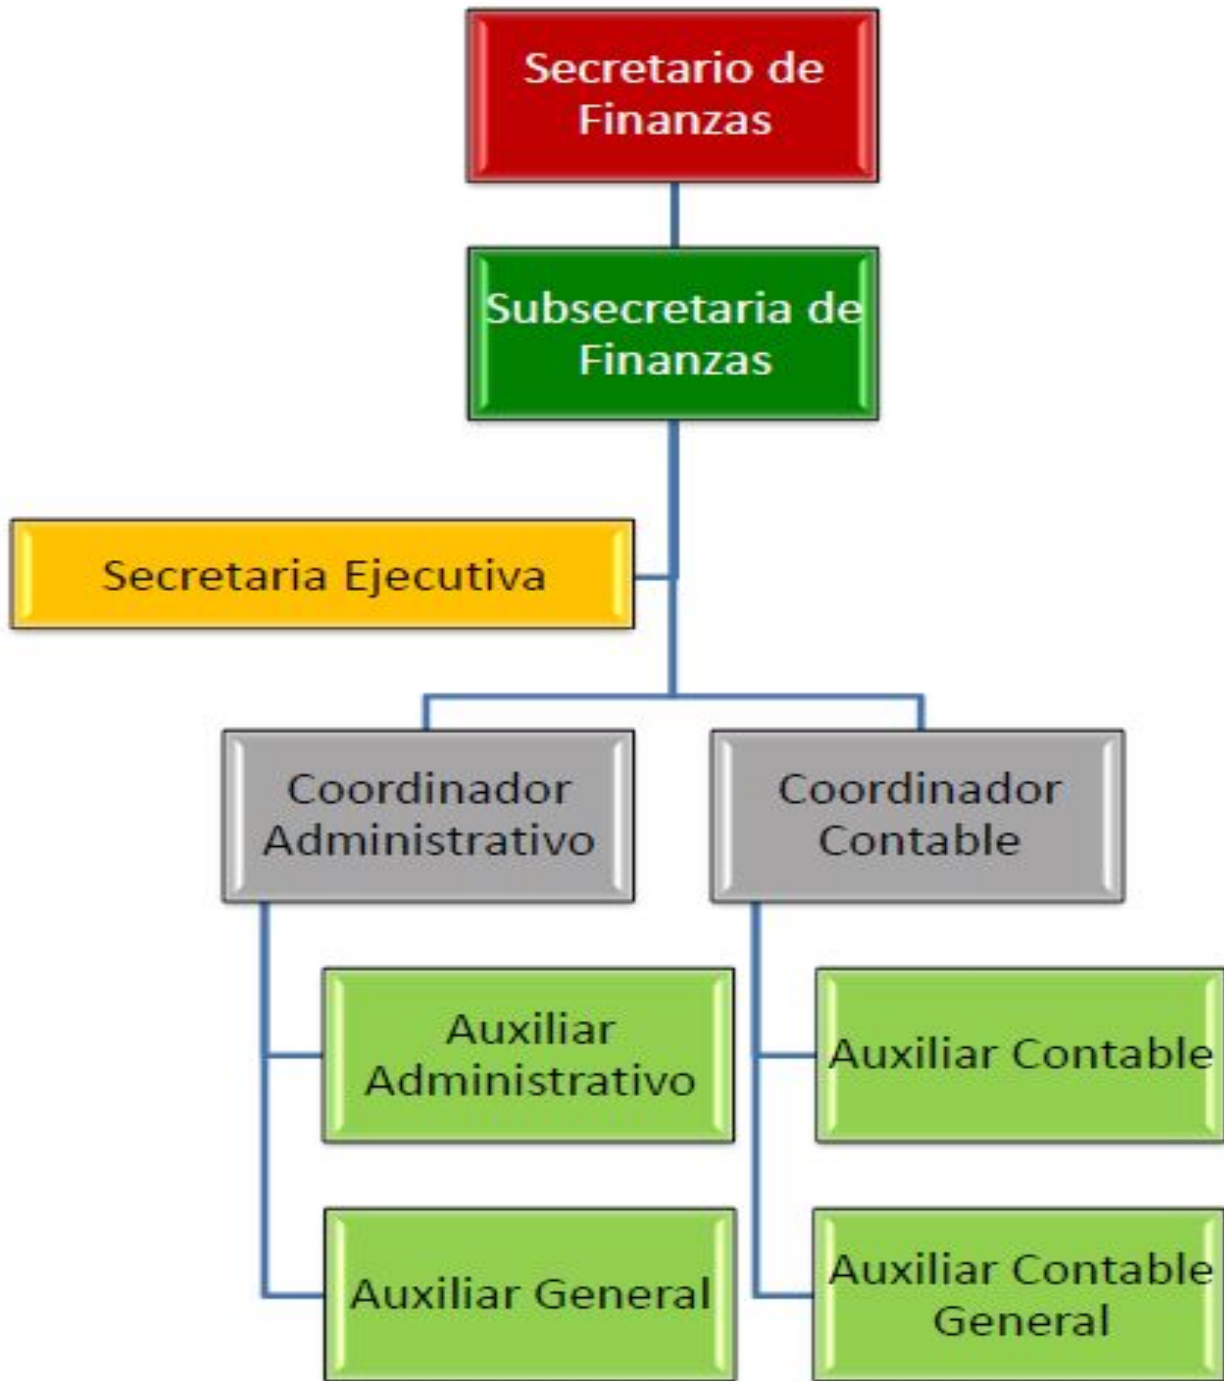 Secretario de
Finanzas
Subsecretaria de
Finanzas
Secretaria Ejecutiva
Coordinador
Administrativo
Coordinador
Contable
Auxiliar
Administrativo
Auxiliar Contable
Auxiliar General
Auxiliar Contable
General